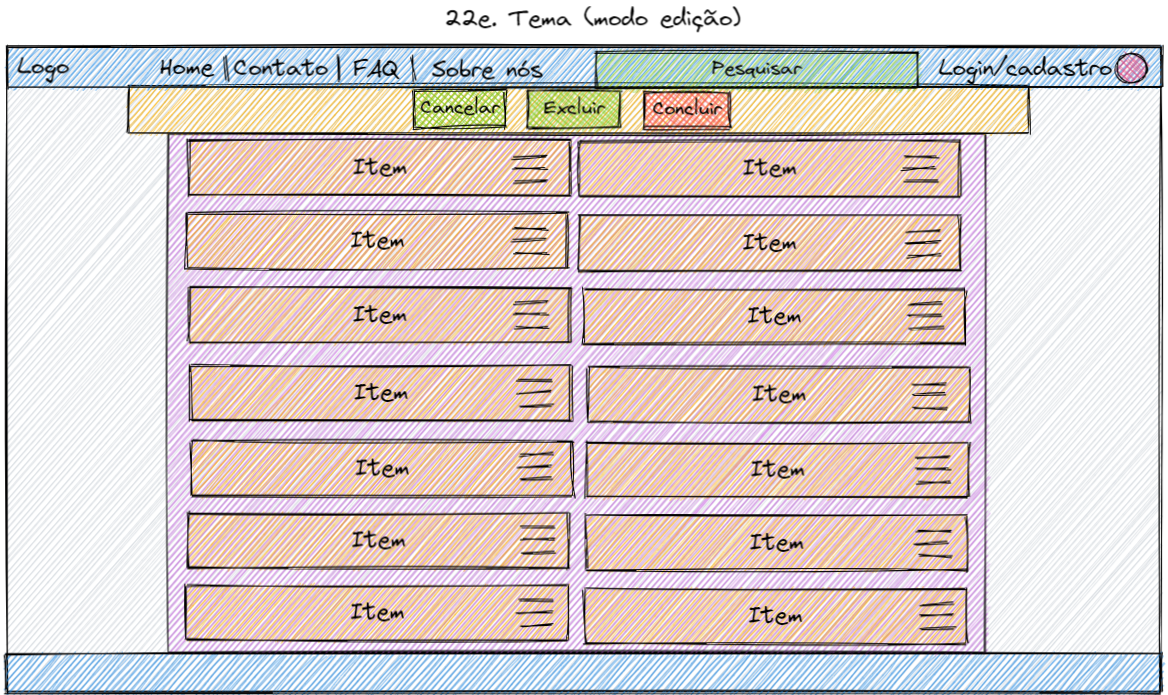 22e. Tema (modo edição)
Logo Home | Contato | FAQ | Sobre nós Pesquisar Login/cadastro
Cancelar Excluir Concluir
Item Item
Item Item
Item Item
Item Item
Item Item
Item Item
Item Item